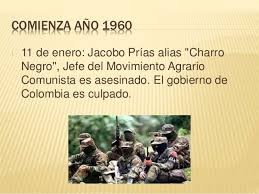 COMIENZA AÑO 1960
11 de enero: Jacobo Prías alias "Charro
Negro", Jefe del Movimiento Agrario
Comunista es asesinado. El gobierno de
Colombia es culpado.